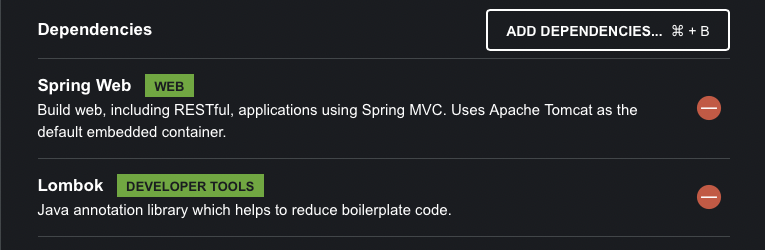 Dependencies
ADD DEPENDENCIES... ⌘ + B
Spring Web WEB
Build web, including RESTful, applications using Spring MVC. Uses Apache Tomcat as the
default embedded container.
Lombok DEVELOPER TOOLS
Java annotation library which helps to reduce boilerplate code.